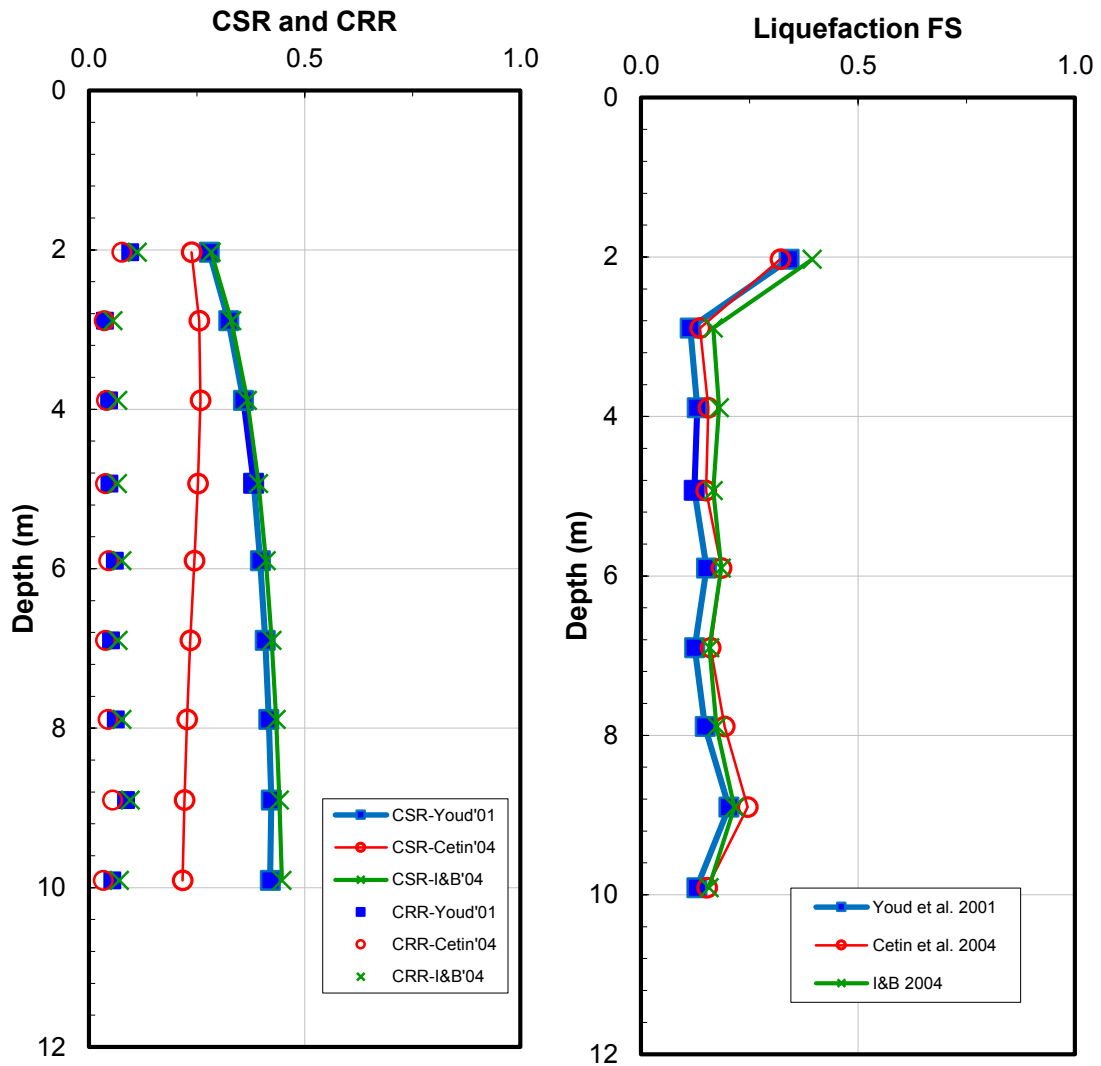 CSR and CRR
0.0 0.5 1.0
0
2
4
6
8
10
12
Depth (m)
CSR-Youd'01
CSR-Cetin'04
CSR-I&B'04
CRR-Youd'01
CRR-Cetin'04
CRR-I&B'04
Liquefaction FS
0.0 0.5 1.0
0
2
4
6
8
10
12
Depth (m)
Youd et al. 2001
Cetin et al. 2004
I&B 2004